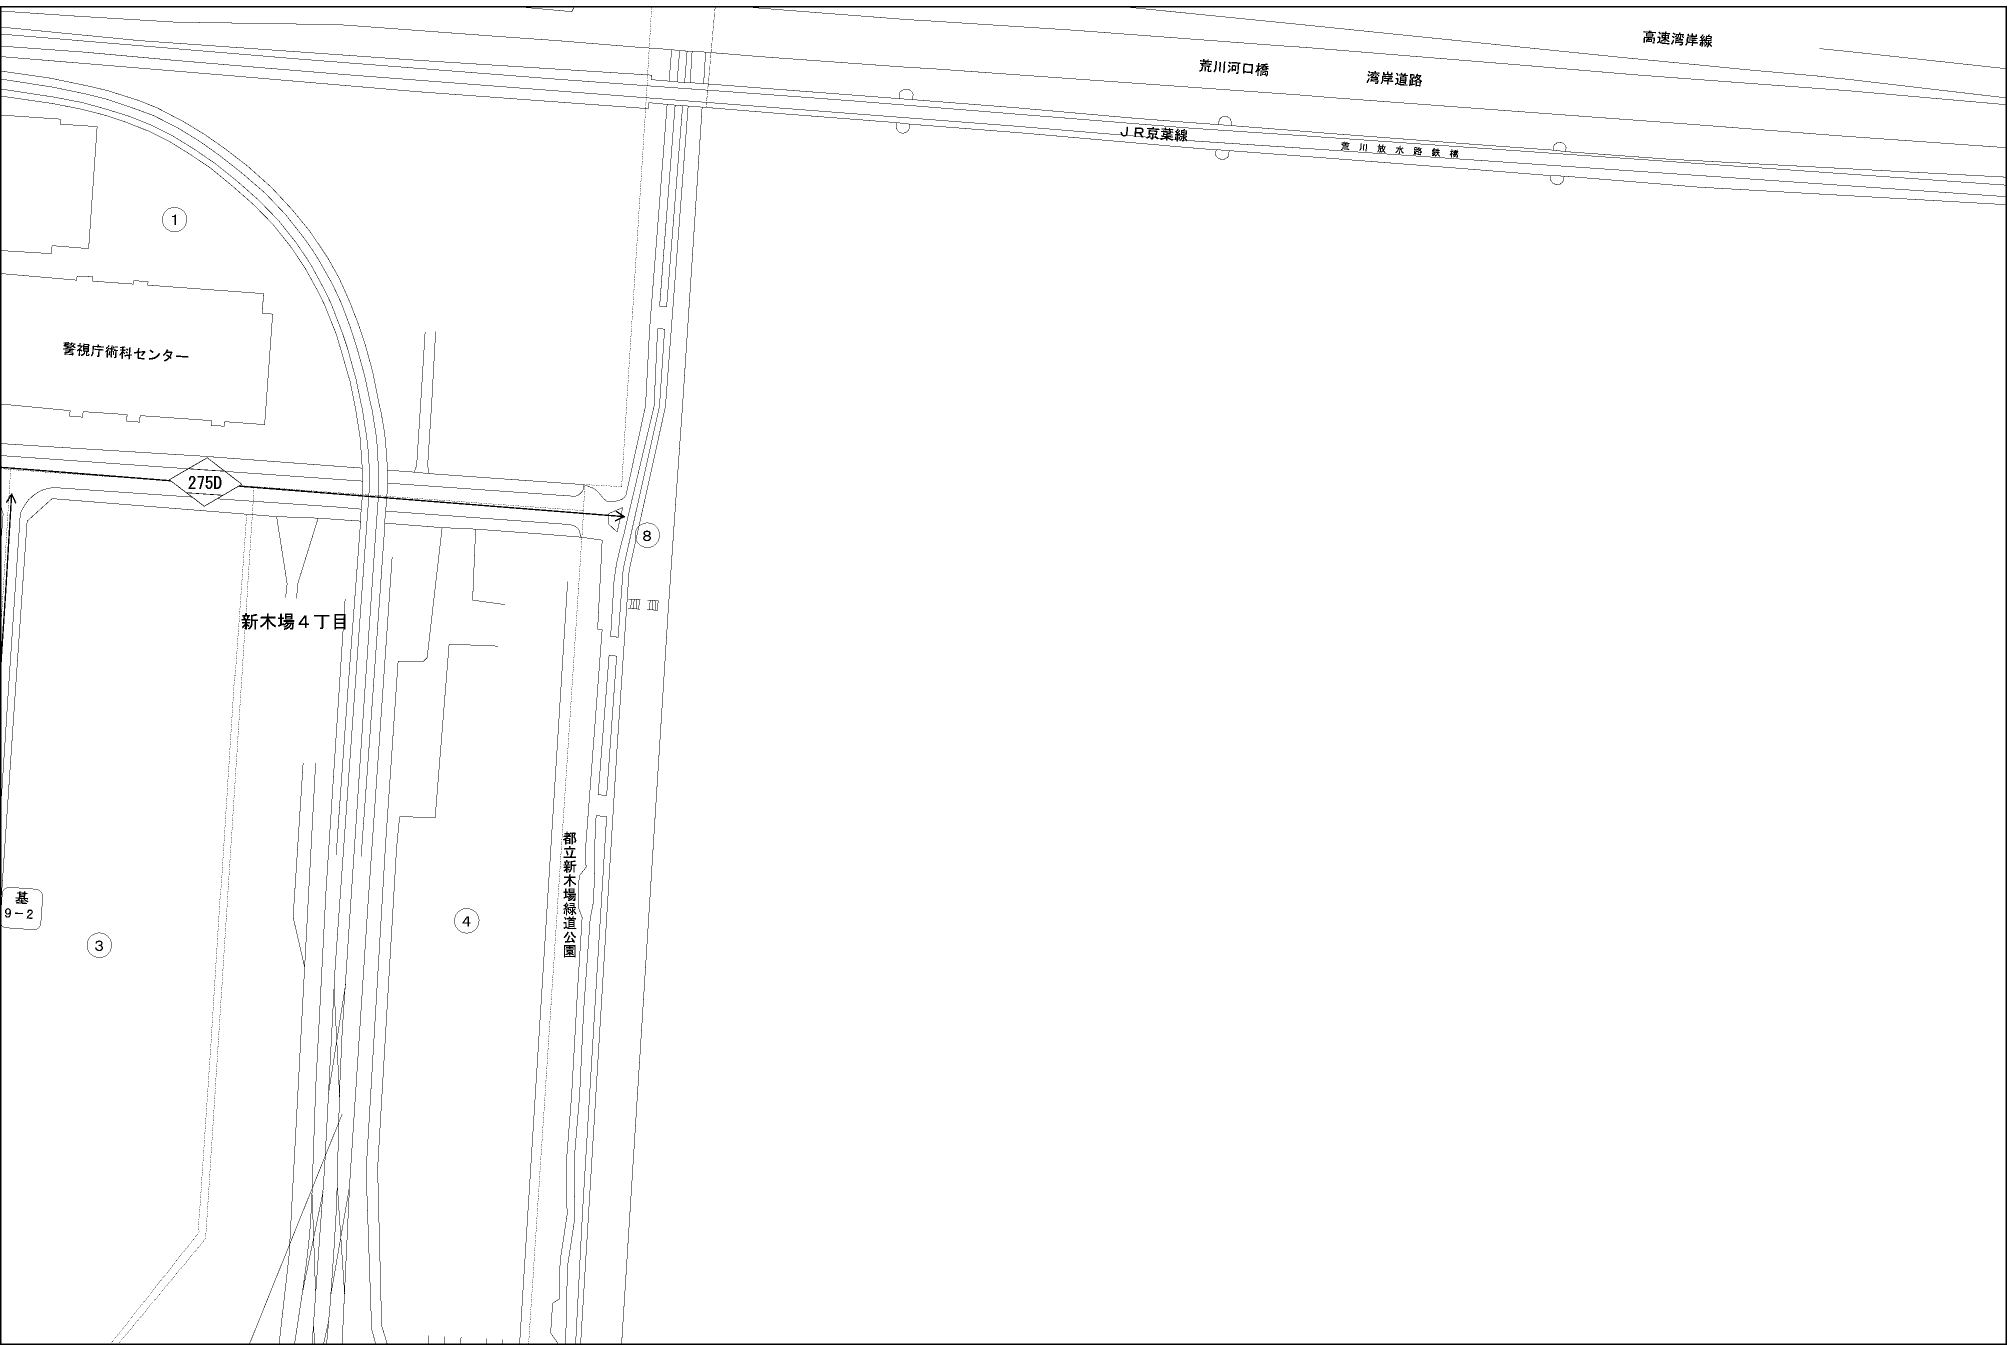 高速湾岸線
荒川河口橋
湾岸道路
ＪＲ京葉線
荒川放水路鉄橋
1
警視庁術科センター
275D
8
新木場４丁目
都立新木場緑道公園
基
9－2
4
3